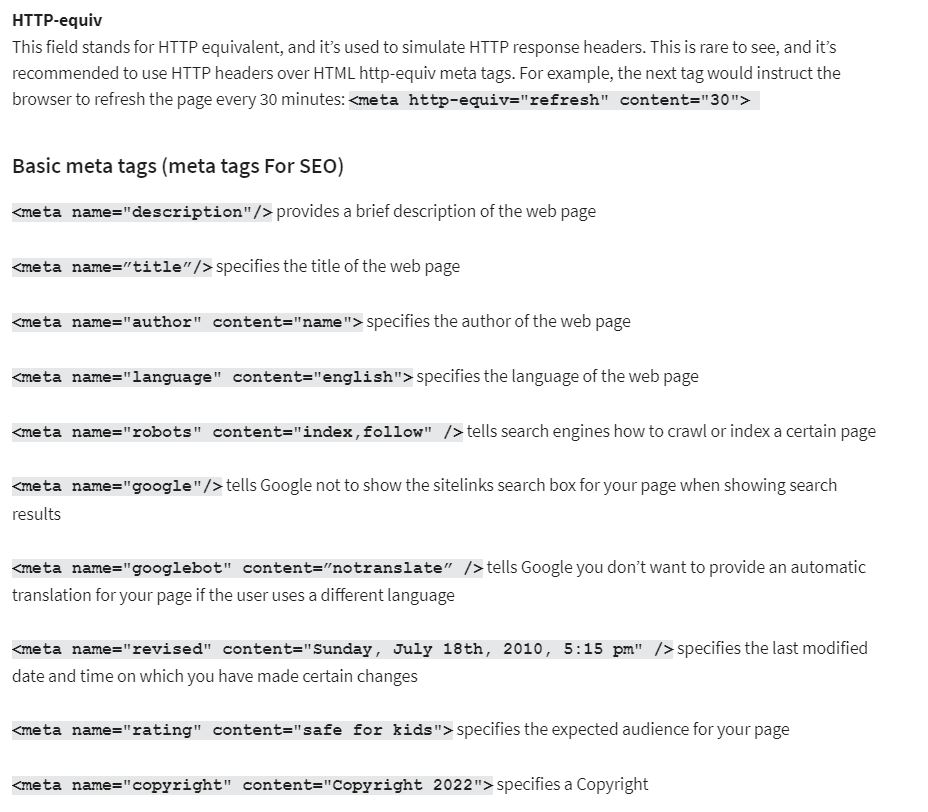 HTTP-equiv
This field stands for HTTP equivalent, and it’s used to simulate HTTP response headers. This is rare to see, and it’s
recommended to use HTTP headers over HTML http-equiv meta tags. For example, the next tag would instruct the
browser to refresh the page every 30 minutes: <meta http-equiv="refresh" content="30">
Basic meta tags (meta tags For SEO)
<meta name="description"/> provides a brief description of the web page
<meta name=”title”/> specifies the title of the web page
<meta name="author" content="name"> specifies the author of the web page
<meta name="language" content="english"> specifies the language of the web page
<meta name="robots" content="index,follow" /> tells search engines how to crawl or index a certain page
<meta name="google"/> tells Google not to show the sitelinks search box for your page when showing search
results
<meta name="googlebot" content=”notranslate” /> tells Google you don’t want to provide an automatic
translation for your page if the user uses a different language
<meta name="revised" content="Sunday, July 18th, 2010, 5:15 pm" /> specifies the last modified
date and time on which you have made certain changes
<meta name="rating" content="safe for kids"> specifies the expected audience for your page
<meta name="copyright" content="Copyright 2022"> specifies a Copyright